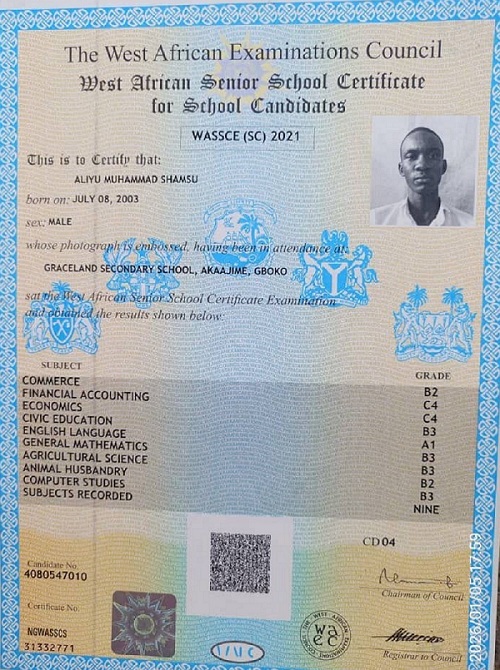 The West African Examinations Council
West African Senior School Certificate
for School Candidates
WASSCE (SC) 2021
This is to Certify that:
ALIYU MUHAMMAD SHAMSU
born on: JULY 08, 2003
sex: MALE
whose photograph is embossed, having been in attendance at:
GRACELAND SECONDARY SCHOOL, AKAAJIME, GBOKO
sat the West African Senior School Certificate Examination
and obtained the results shown below:
SUBJECT GRADE
COMMERCE B2
FINANCIAL ACCOUNTING C4
ECONOMICS C4
CIVIC EDUCATION B3
ENGLISH LANGUAGE A1
GENERAL MATHEMATICS B3
AGRICULTURAL SCIENCE B3
ANIMAL HUSBANDRY B2
COMPUTER STUDIES B3
SUBJECTS RECORDED NINE
CD 04
Candidate No.
4080547010
Chairman of Council
Certificate No.
NGWASSCS
31332771
Registrar to Council